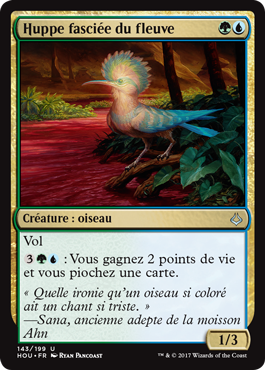 Huppe fasciée du fleuve
Créature : oiseau
Vol
3 : Vous gagnez 2 points de vie
et vous piochez une carte.
« Quelle ironie qu'un oiseau si coloré
ait un chant si triste. »
—Sana, ancienne adepte de la moisson
Ahn
1/3
143/199 U
HOU • FR Ryan Pancoast
™ & © 2017 Wizards of the Coast